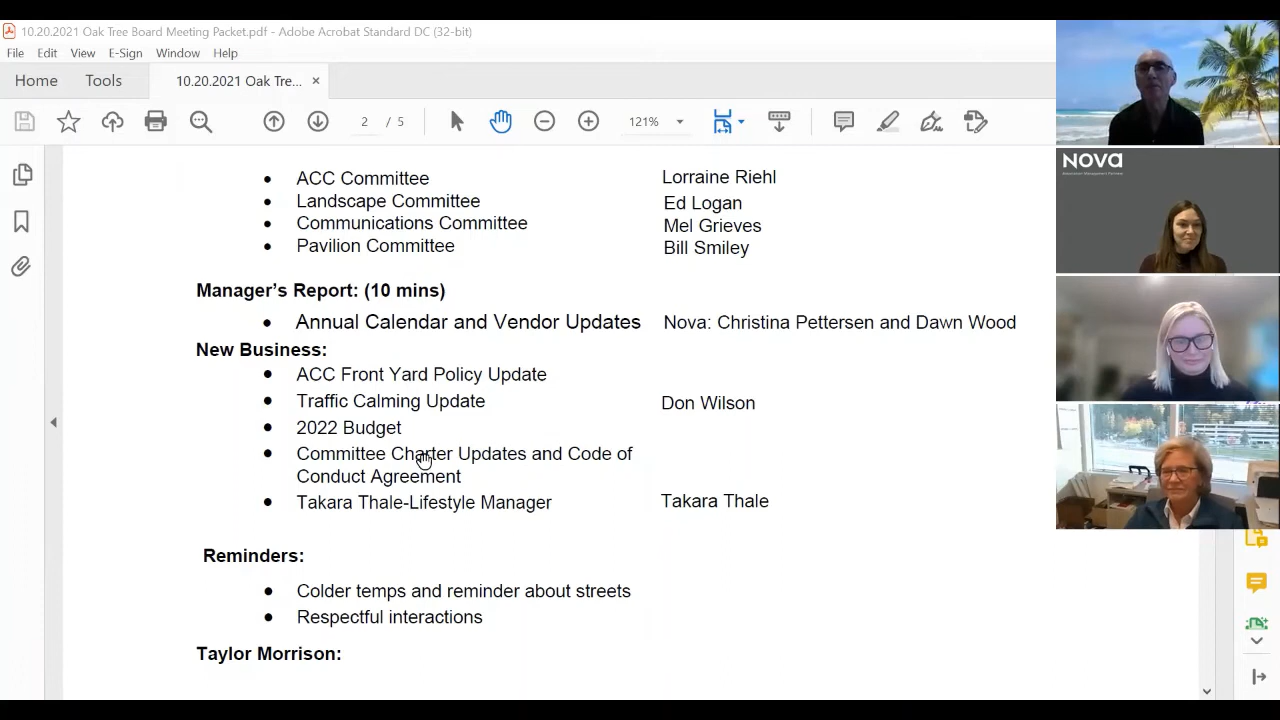 10.20.2021 Oak Tree Board Meeting Packet.pdf - Adobe Acrobat Standard DC (32-bit)
File Edit View E-Sign Window Help
Home Tools 10.20.2021 Oak Tre... ×
2 / 5 121%
NOVA
Association Management Partners
• ACC Committee Lorraine Riehl
• Landscape Committee Ed Logan
• Communications Committee Mel Grieves
• Pavilion Committee Bill Smiley
Manager's Report: (10 mins)
• Annual Calendar and Vendor Updates Nova: Christina Pettersen and Dawn Wood
New Business:
• ACC Front Yard Policy Update
• Traffic Calming Update Don Wilson
• 2022 Budget
• Committee Charter Updates and Code of
Conduct Agreement
• Takara Thale-Lifestyle Manager Takara Thale
Reminders:
• Colder temps and reminder about streets
• Respectful interactions
Taylor Morrison: